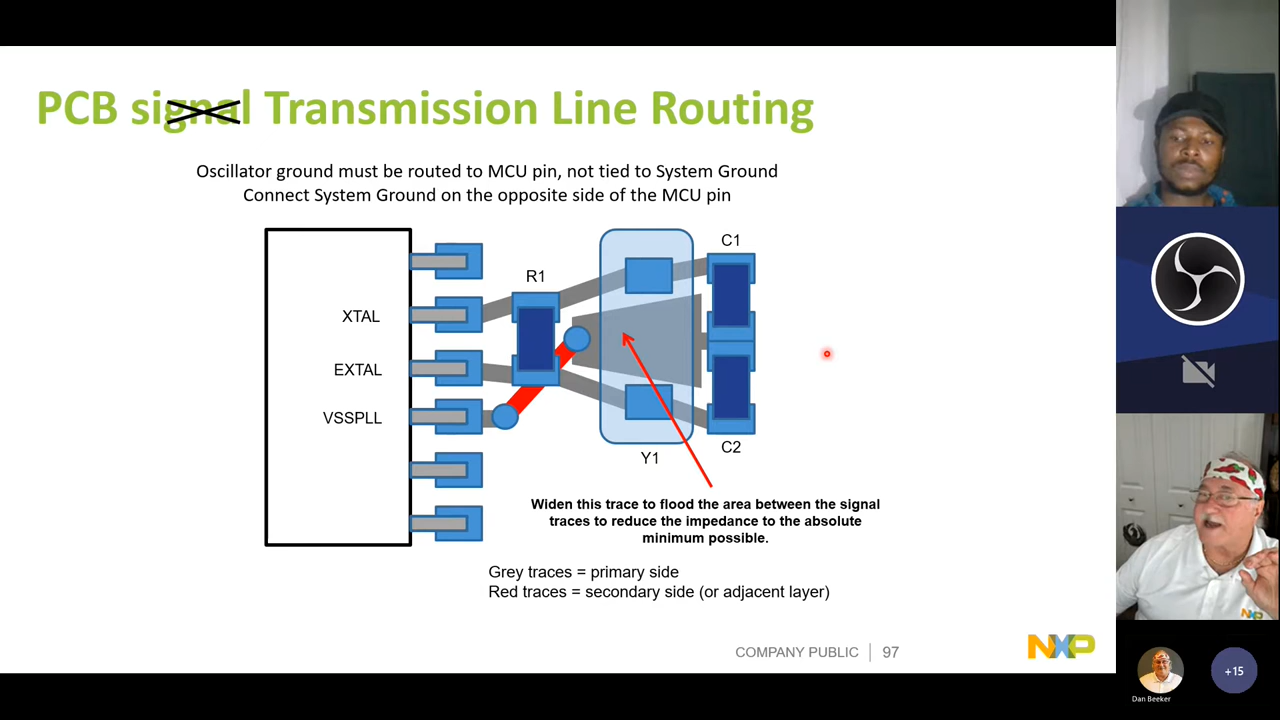 PCB signal Transmission Line Routing
Oscillator ground must be routed to MCU pin, not tied to System Ground
Connect System Ground on the opposite side of the MCU pin
C1
R1
XTAL
EXTAL
VSSPLL
Y1
C2
Widen this trace to flood the area between the signal
traces to reduce the impedance to the absolute
minimum possible.
Grey traces = primary side
Red traces = secondary side (or adjacent layer)
COMPANY PUBLIC | 97
NXP
NXP
Dan Beeker
+15